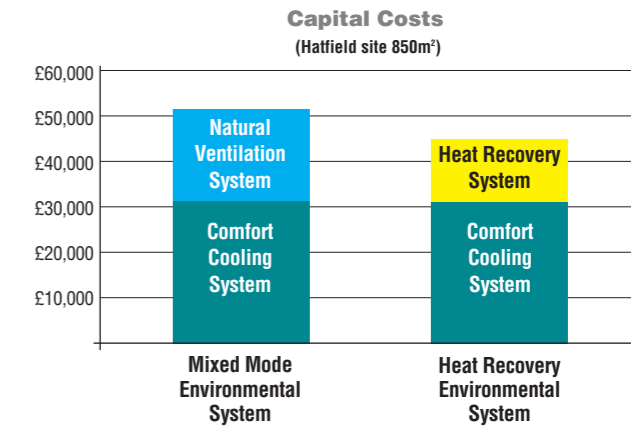 Capital Costs
(Hatfield site 850m²)
£60,000
£50,000
£40,000
£30,000
£20,000
£10,000
Natural
Ventilation
System
Comfort
Cooling
System
Heat Recovery
System
Comfort
Cooling
System
Mixed Mode
Environmental
System
Heat Recovery
Environmental
System